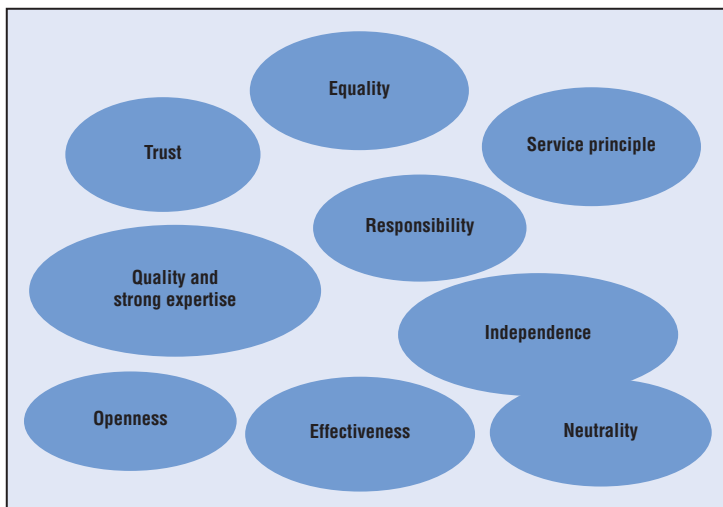 Equality
Trust
Service principle
Responsibility
Quality and
strong expertise
Independence
Openness
Effectiveness
Neutrality